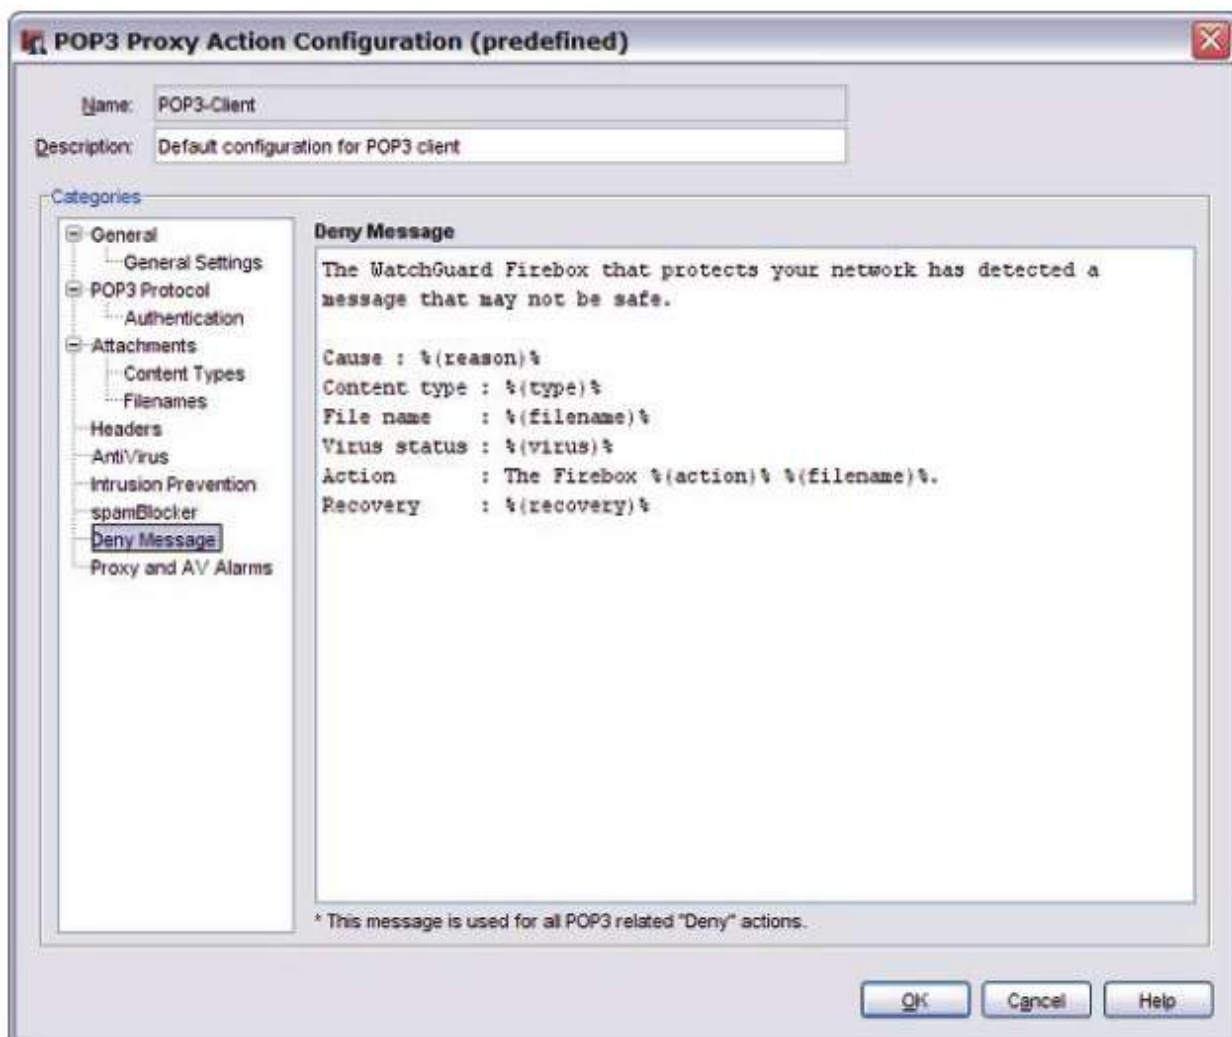 POP3 Proxy Action Configuration (predefined)
Name: POP3-Client
Description: Default configuration for POP3 client
Categories
General
General Settings
POP3 Protocol
Authentication
Attachments
Content Types
Filenames
Headers
AntiVirus
Intrusion Prevention
spamBlocker
Deny Message
Proxy and AV Alarms
Deny Message
The WatchGuard Firebox that protects your network has detected a
message that may not be safe.
Cause : %(reason)%
Content type : %(type)%
File name : %(filename)%
Virus status : %(virus)%
Action : The Firebox %(action)% %(filename)%.
Recovery : %(recovery)%
* This message is used for all POP3 related "Deny" actions.
OK Cancel Help